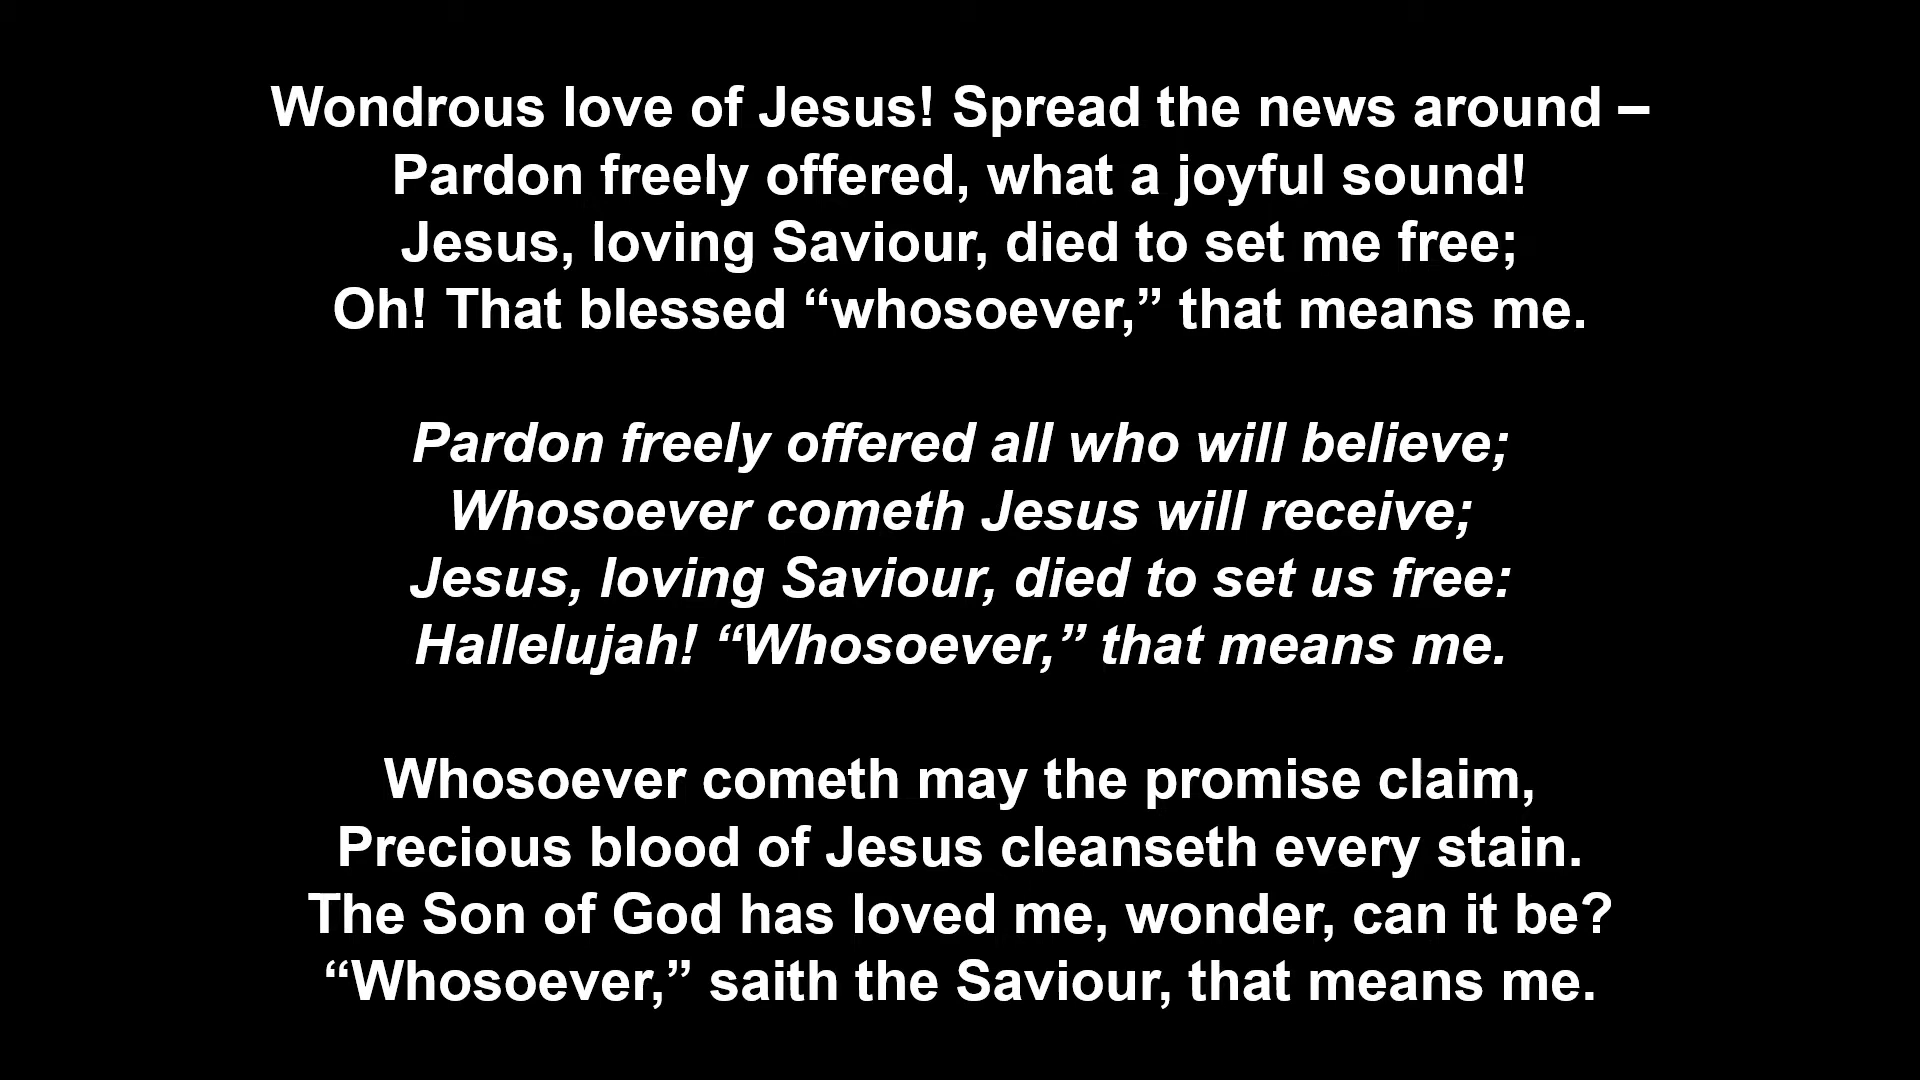 Wondrous love of Jesus! Spread the news around –
Pardon freely offered, what a joyful sound!
Jesus, loving Saviour, died to set me free;
Oh! That blessed “whosoever,” that means me.
Pardon freely offered all who will believe;
Whosoever cometh Jesus will receive;
Jesus, loving Saviour, died to set us free:
Hallelujah! “Whosoever,” that means me.
Whosoever cometh may the promise claim,
Precious blood of Jesus cleanseth every stain.
The Son of God has loved me, wonder, can it be?
“Whosoever,” saith the Saviour, that means me.